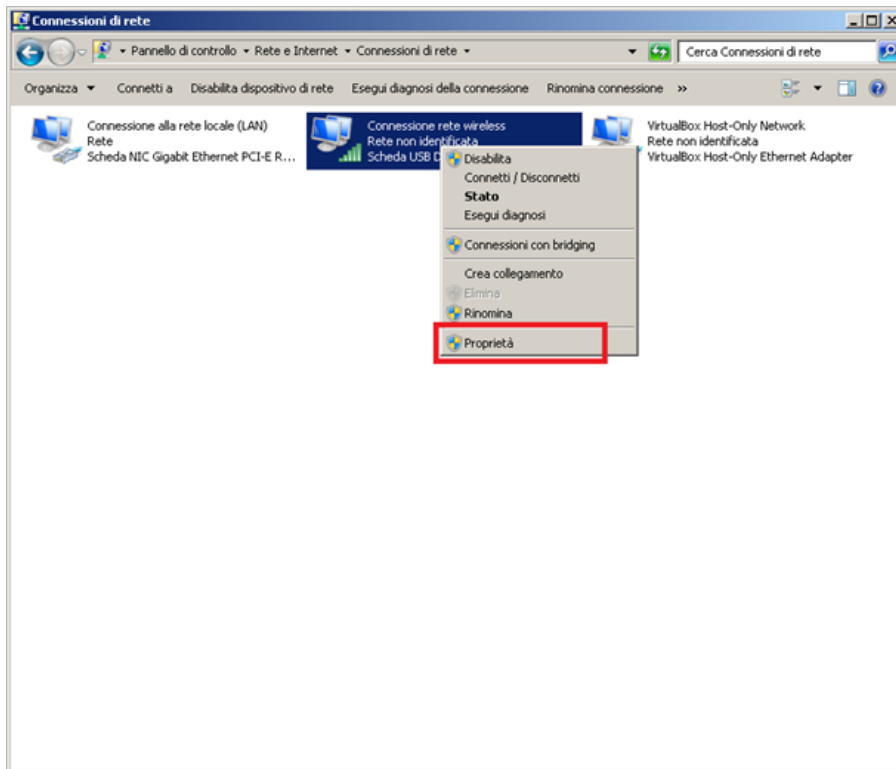 Connessioni di rete
Pannello di controllo Rete e Internet Connessioni di rete Cerca Connessioni di rete
Organizza Connetti a Disabilita dispositivo di rete Esegui diagnosi della connessione Rinomina connessione »
Connessione alla rete locale (LAN)
Rete
Scheda NIC Gigabit Ethernet PCI-E R...
Connessione rete wireless
Rete non identificata
Scheda USB D
VirtualBox Host-Only Network
Rete non identificata
VirtualBox Host-Only Ethernet Adapter
Disabilita
Connetti / Disconnetti
Stato
Esegui diagnosi
Connessioni con bridging
Crea collegamento
Elimina
Rinomina
Proprietà